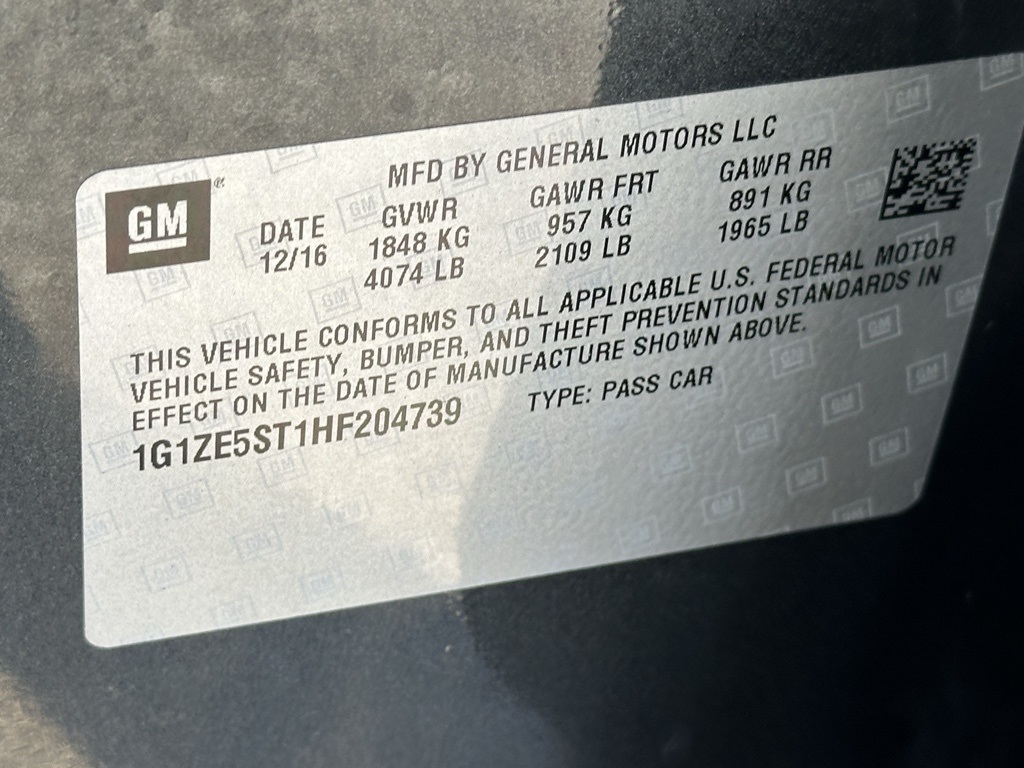 MFD BY GENERAL MOTORS LLC
GM®
DATE GVWR GAWR FRT GAWR RR
12/16 1848 KG 957 KG 891 KG
4074 LB 2109 LB 1965 LB
THIS VEHICLE CONFORMS TO ALL APPLICABLE U.S. FEDERAL MOTOR
VEHICLE SAFETY, BUMPER, AND THEFT PREVENTION STANDARDS IN
EFFECT ON THE DATE OF MANUFACTURE SHOWN ABOVE.
1G1ZE5ST1HF204739 TYPE: PASS CAR